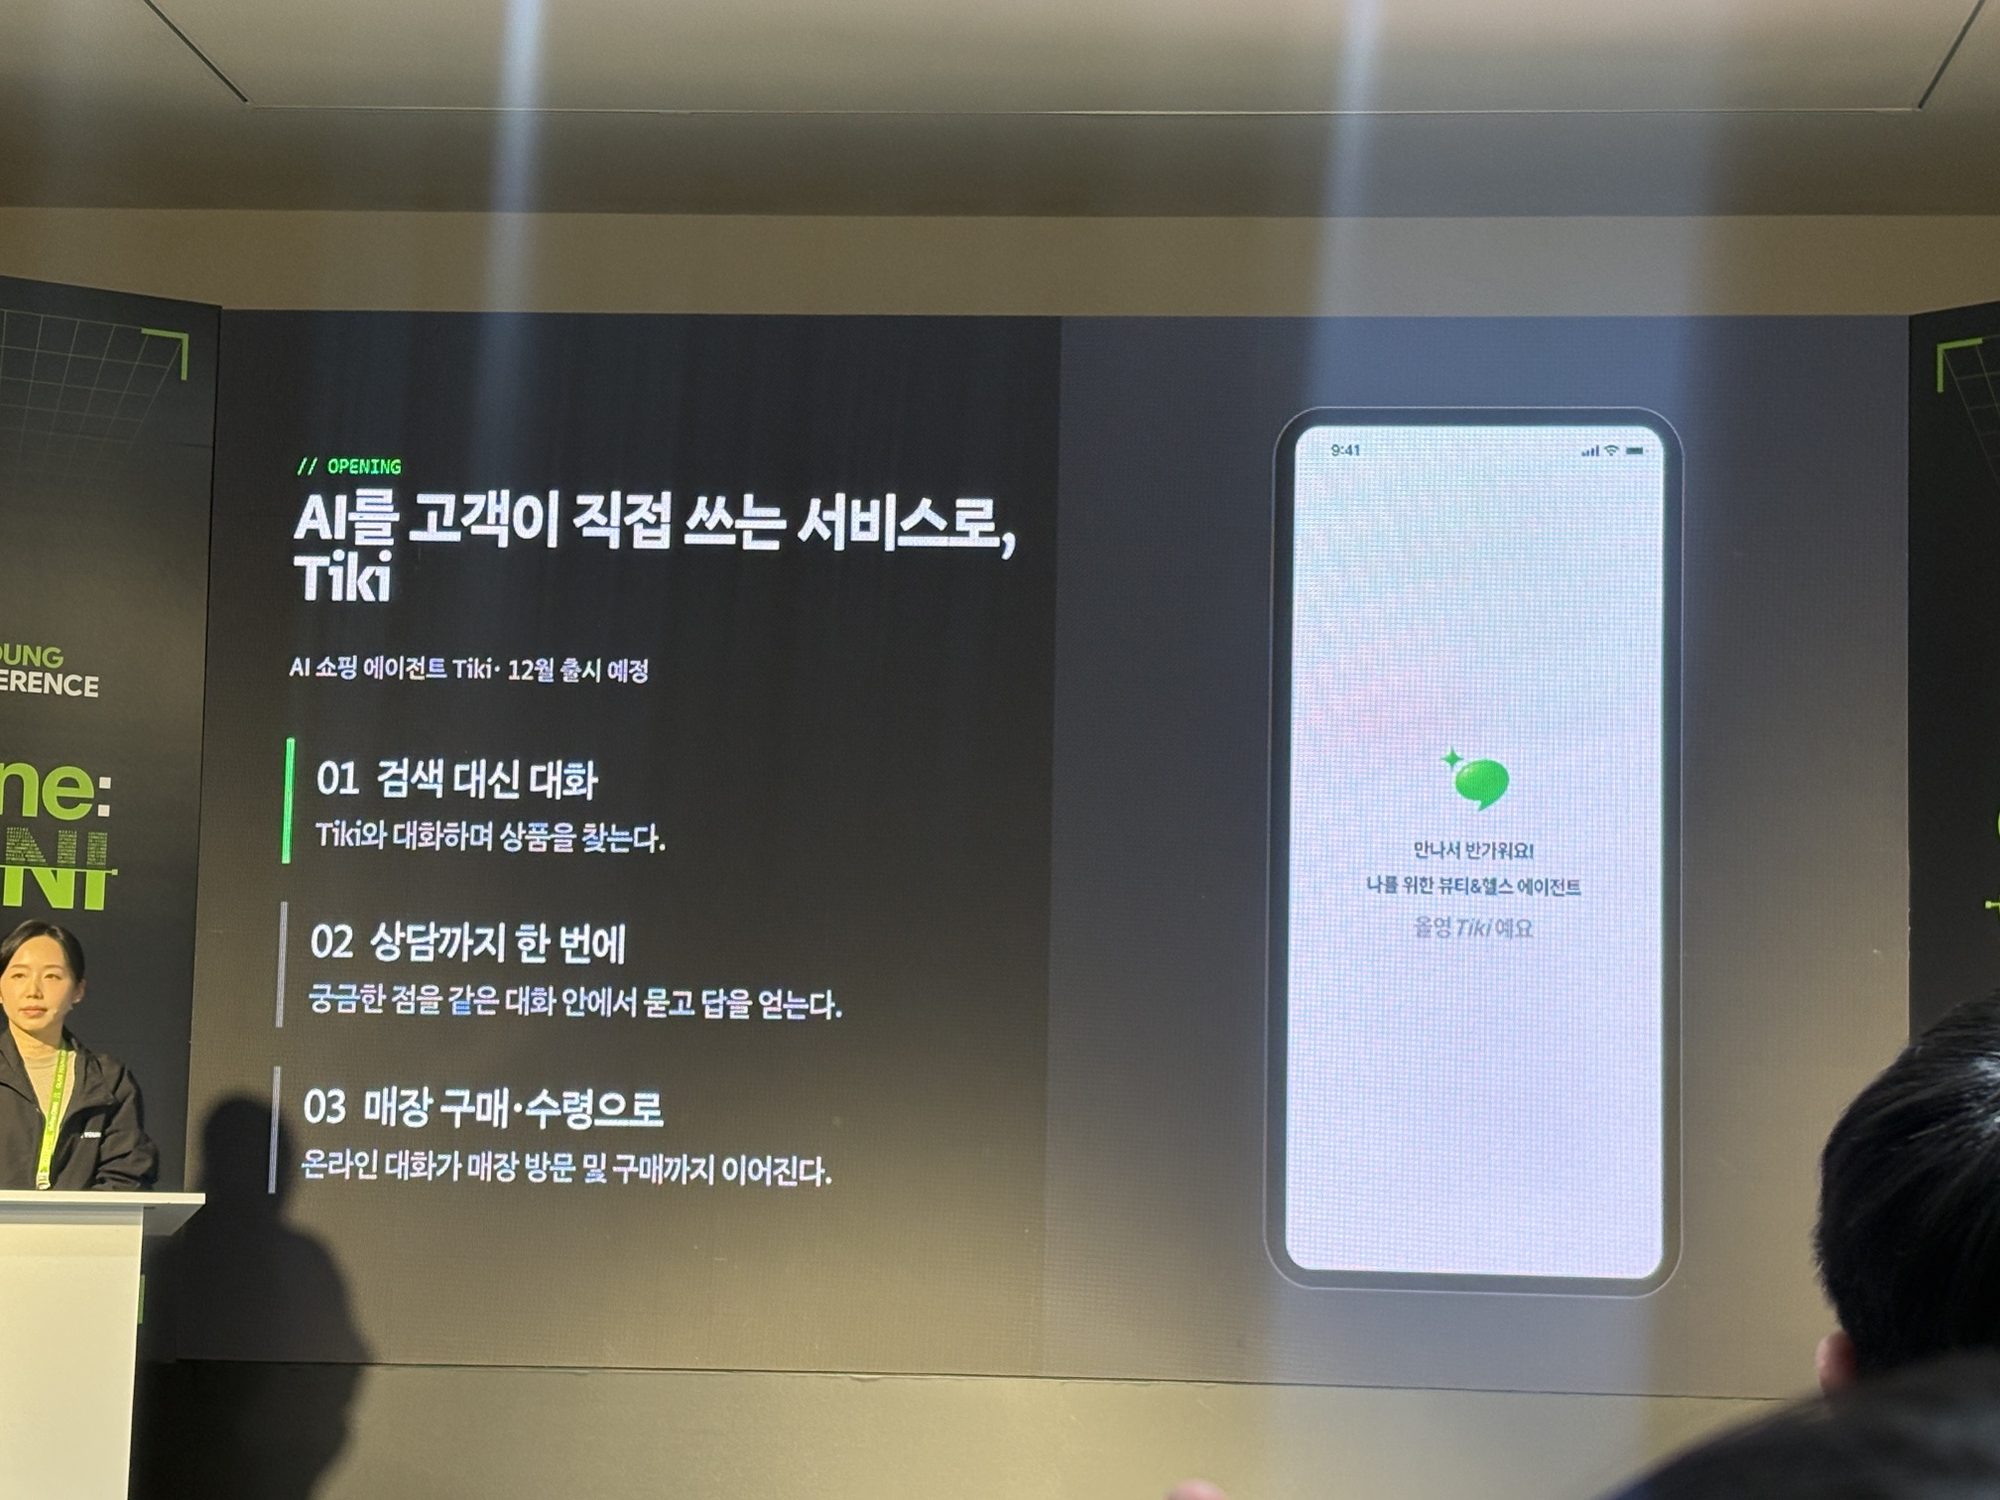 // OPENING
AI를 고객이 직접 쓰는 서비스로,
Tiki
AI 쇼핑 에이전트 Tiki· 12월 출시 예정
01 검색 대신 대화
Tiki와 대화하며 상품을 찾는다.
02 상담까지 한 번에
궁금한 점을 같은 대화 안에서 묻고 답을 얻는다.
03 매장 구매·수령으로
온라인 대화가 매장 방문 및 구매까지 이어진다.
9:41
만나서 반가워요!
나를 위한 뷰티&헬스 에이전트
올영 Tiki 예요
OUNG
ERENCE
ne:
NI